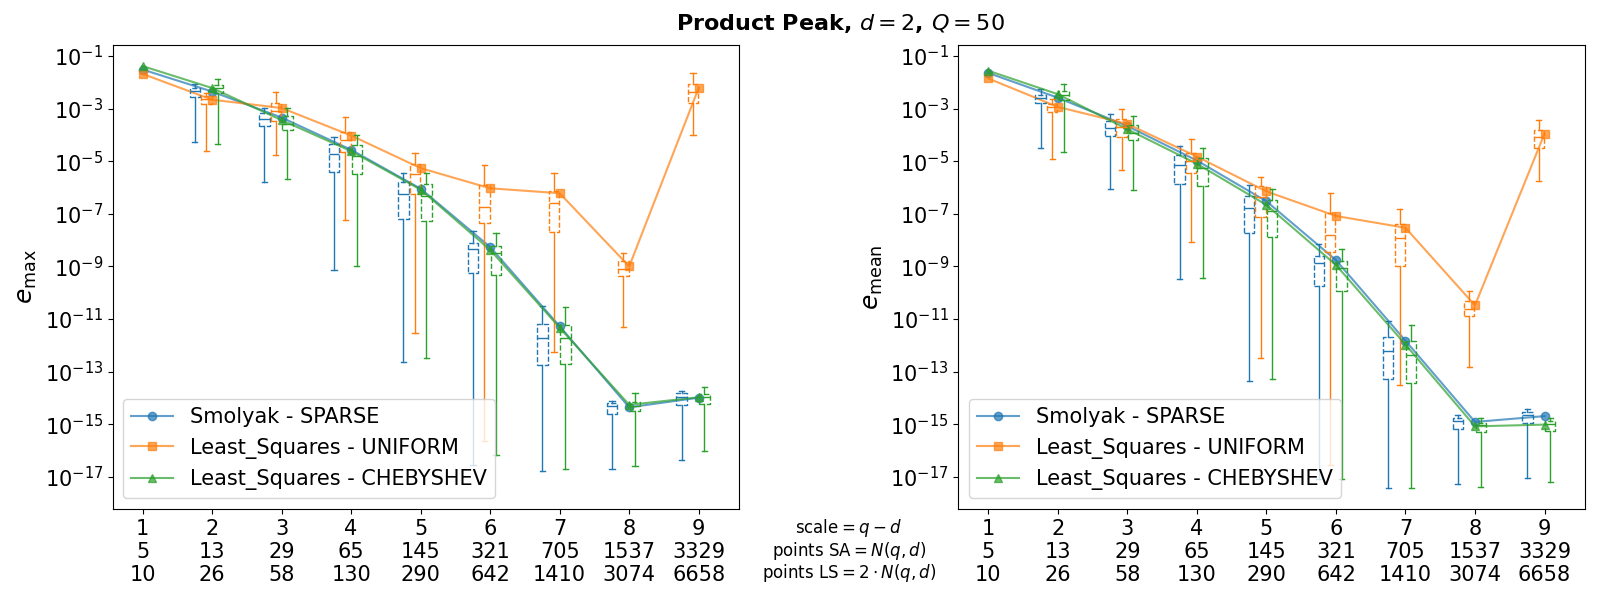 Product Peak, d = 2, Q = 50
e_max
10⁻¹
10⁻³
10⁻⁵
10⁻⁷
10⁻⁹
10⁻¹¹
10⁻¹³
10⁻¹⁵
10⁻¹⁷
Smolyak - SPARSE
Least_Squares - UNIFORM
Least_Squares - CHEBYSHEV
1 2 3 4 5 6 7 8 9
5 13 29 65 145 321 705 1537 3329
10 26 58 130 290 642 1410 3074 6658
scale = q − d
points SA = N(q, d)
points LS = 2 · N(q, d)
e_mean
10⁻¹
10⁻³
10⁻⁵
10⁻⁷
10⁻⁹
10⁻¹¹
10⁻¹³
10⁻¹⁵
10⁻¹⁷
Smolyak - SPARSE
Least_Squares - UNIFORM
Least_Squares - CHEBYSHEV
1 2 3 4 5 6 7 8 9
5 13 29 65 145 321 705 1537 3329
10 26 58 130 290 642 1410 3074 6658